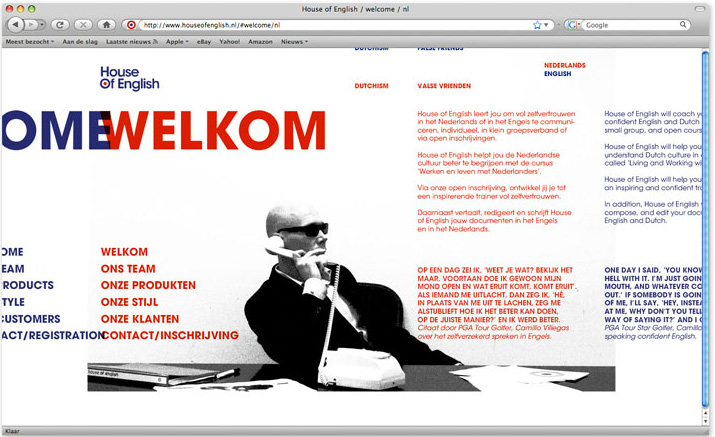 House of English / welcome / nl
http://www.houseofenglish.nl/#welcome/nl
Google
Meest bezocht
Aan de slag
Laatste nieuws
Apple
eBay
Yahoo!
Amazon
Nieuws
DUTCHISM
FALSE FRIENDS
NEDERLANDS
ENGLISH
House
Of English
DUTCHISM
VALSE VRIENDEN
OME
WELKOM
House of English leert jou om vol zelfvertrouwen
in het Nederlands of in het Engels te communi-
ceren, individueel, in klein groepsverband of
via open inschrijvingen.
House of English helpt jou de Nederlandse
cultuur beter te begrijpen met de cursus
'Werken en leven met Nederlanders'.
Via onze open inschrijving, ontwikkel jij je tot
een inspirerende trainer vol zelfvertrouwen.
Daarnaast vertaalt, redigeert en schrijft House
of English jouw documenten in het Engels
en in het Nederlands.
House of English will coach y
confident English and Dutch
small group, and open cours
House of English will help you
understand Dutch culture in
called 'Living and Working wi
House of English will help you
an inspiring and confident tra
In addition, House of English
compose, and edit your docu
English and Dutch.
OME
EAM
RODUCTS
TYLE
CUSTOMERS
ACT/REGISTRATION
WELKOM
ONS TEAM
ONZE PRODUKTEN
ONZE STIJL
ONZE KLANTEN
CONTACT/INSCHRIJVING
OP EEN DAG ZEI IK, 'WEET JE WAT? BEKIJK HET
MAAR. VOORTAAN DOE IK GEWOON MIJN
MOND OPEN EN WAT ERUIT KOMT, KOMT ERUIT'.
ALS IEMAND ME UITLACHT, DAN ZEG IK, 'HÉ,
IN PLAATS VAN ME UIT TE LACHEN, ZEG ME
ALSTUBLIEFT HOE IK HET BETER KAN DOEN,
OP DE JUISTE MANIER?' EN IK WERD BETER.
Citaat door PGA Tour Golfer, Camillo Villegas
over het zelfverzekerd spreken in Engels.
ONE DAY I SAID, 'YOU KNOW
HELL WITH IT. I'M JUST GOIN
MOUTH, AND WHATEVER CO
OUT.' IF SOMEBODY IS GOIN
OF ME, I'LL SAY, 'HEY, INSTEA
AT ME, WHY DON'T YOU TELL
WAY OF SAYING IT?' AND I G
PGA Tour Star Golfer, Camillo
speaking confident English.
house of english
Klaar